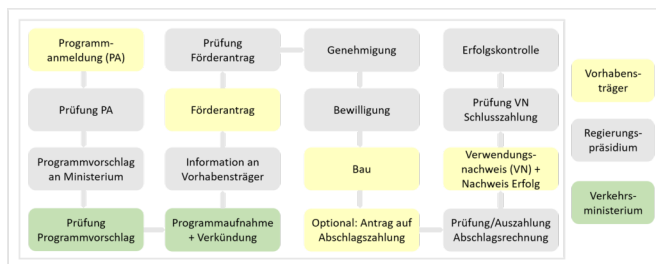 Programm-
anmeldung (PA)
Prüfung PA
Programmvorschlag
an Ministerium
Prüfung
Programmvorschlag
Prüfung
Förderantrag
Förderantrag
Information an
Vorhabensträger
Programmaufnahme
+ Verkündung
Genehmigung
Bewilligung
Bau
Optional: Antrag auf
Abschlagszahlung
Erfolgskontrolle
Prüfung VN
Schlusszahlung
Verwendungs-
nachweis (VN) +
Nachweis Erfolg
Prüfung/Auszahlung
Abschlagsrechnung
Vorhabens-
träger
Regierungs-
präsidium
Verkehrs-
ministerium